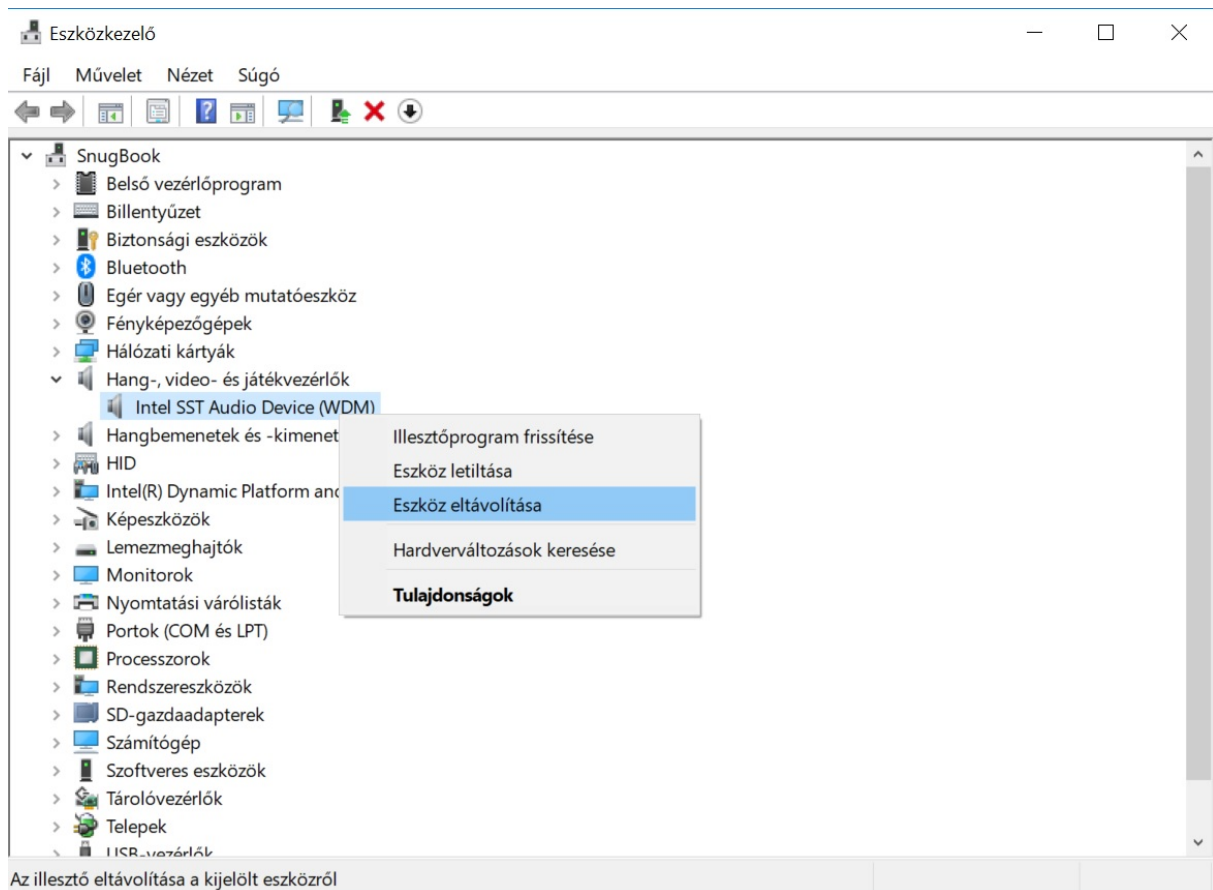 Eszközkezelő
Fájl Művelet Nézet Súgó
SnugBook
Belső vezérlőprogram
Billentyűzet
Biztonsági eszközök
Bluetooth
Egér vagy egyéb mutatóeszköz
Fényképezőgépek
Hálózati kártyák
Hang-, video- és játékvezérlők
Intel SST Audio Device (WDM)
Hangbemenetek és -kimenet
HID
Intel(R) Dynamic Platform and
Képeszközök
Lemezmeghajtók
Monitorok
Nyomtatási várólisták
Portok (COM és LPT)
Processzorok
Rendszereszközök
SD-gazdaadapterek
Számítógép
Szoftveres eszközök
Tárolóvezérlők
Telepek
USB-vezérlők
Illesztőprogram frissítése
Eszköz letiltása
Eszköz eltávolítása
Hardverváltozások keresése
Tulajdonságok
Az illesztő eltávolítása a kijelölt eszközről